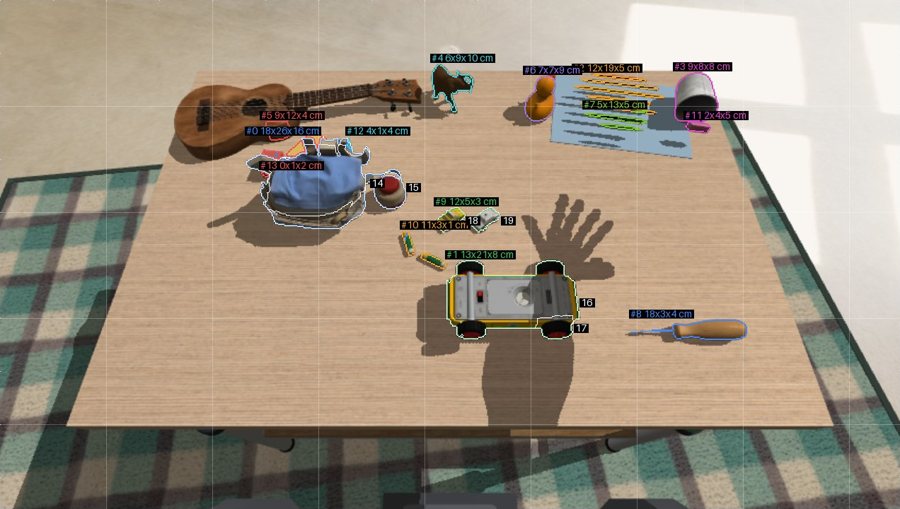 #4 6x9x10 cm
#6 7x7x9 cm
12x19x5 cm
#3 9x8x8 cm
#7 5x13x5 cm
#11 2x4x5 cm
#5 9x12x4 cm
#0 18x26x16 cm
#12 4x1x4 cm
#13 0x1x2 cm
14
15
#9 12x5x3 cm
18
19
#10 11x3x1 cm
#1 13x21x8 cm
16
#8 18x3x4 cm
17